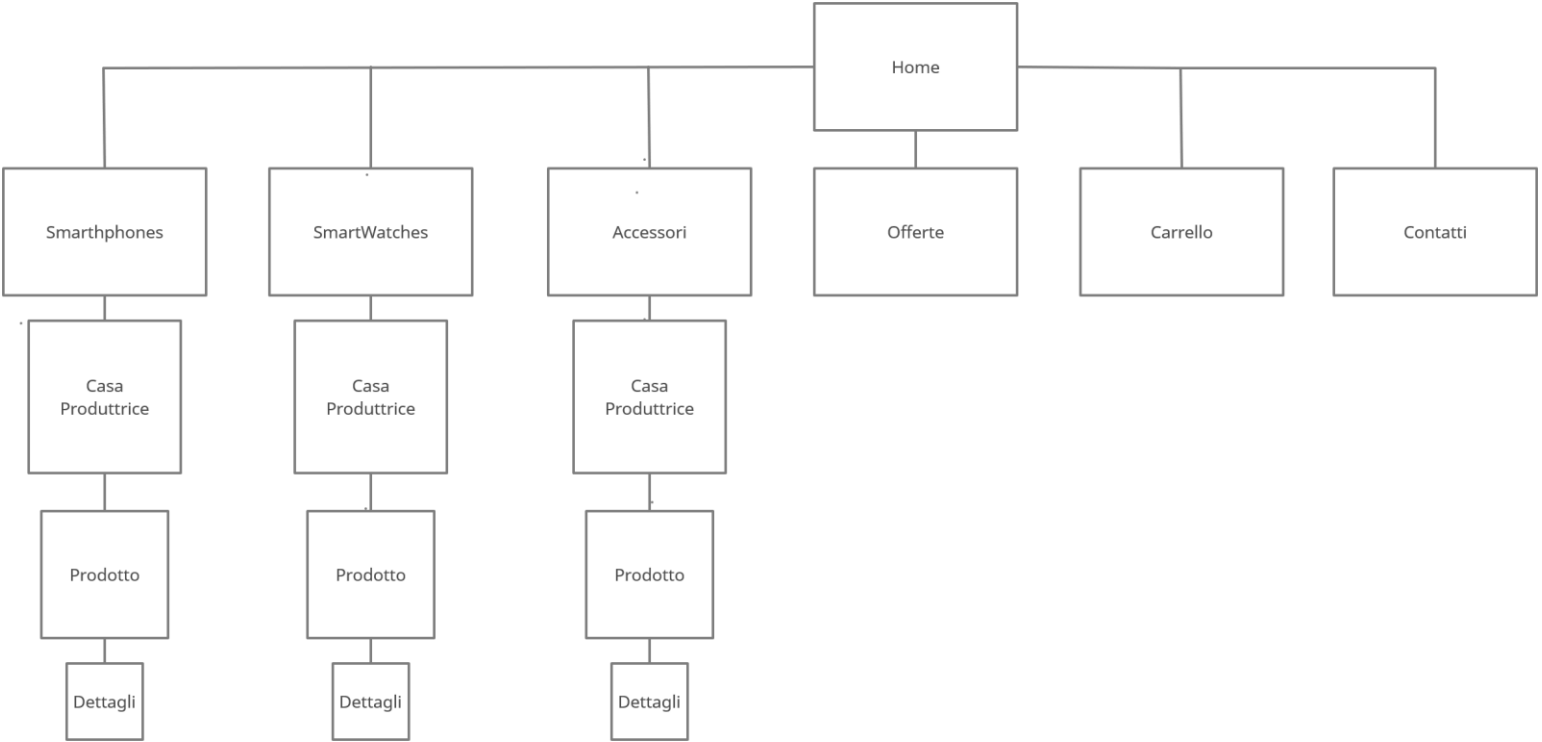 Home
Smarthphones
SmartWatches
Accessori
Offerte
Carrello
Contatti
Casa
Produttrice
Casa
Produttrice
Casa
Produttrice
Prodotto
Prodotto
Prodotto
Dettagli
Dettagli
Dettagli